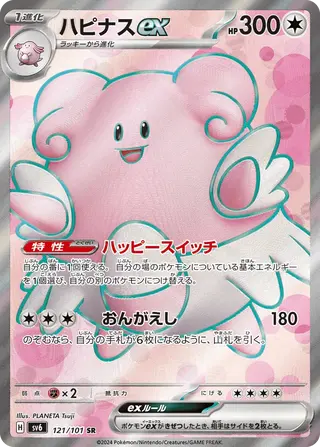 1進化
ハピナスex
HP300
ラッキーから進化
特性 ハッピースイッチ
自分の番に1回使える。自分の場のポケモンについている基本エネルギー
を1個選び、自分の別のポケモンにつけ替える。
おんがえし 180
のぞむなら、自分の手札が6枚になるように、山札を引く。
弱点 ×2 抵抗力 にげる
exルール
ポケモンexがきぜつしたとき、相手はサイドを2枚とる。
Illus. PLANETA Tsuji
H sv6 121/101 SR
©2024 Pokémon/Nintendo/Creatures/GAME FREAK.